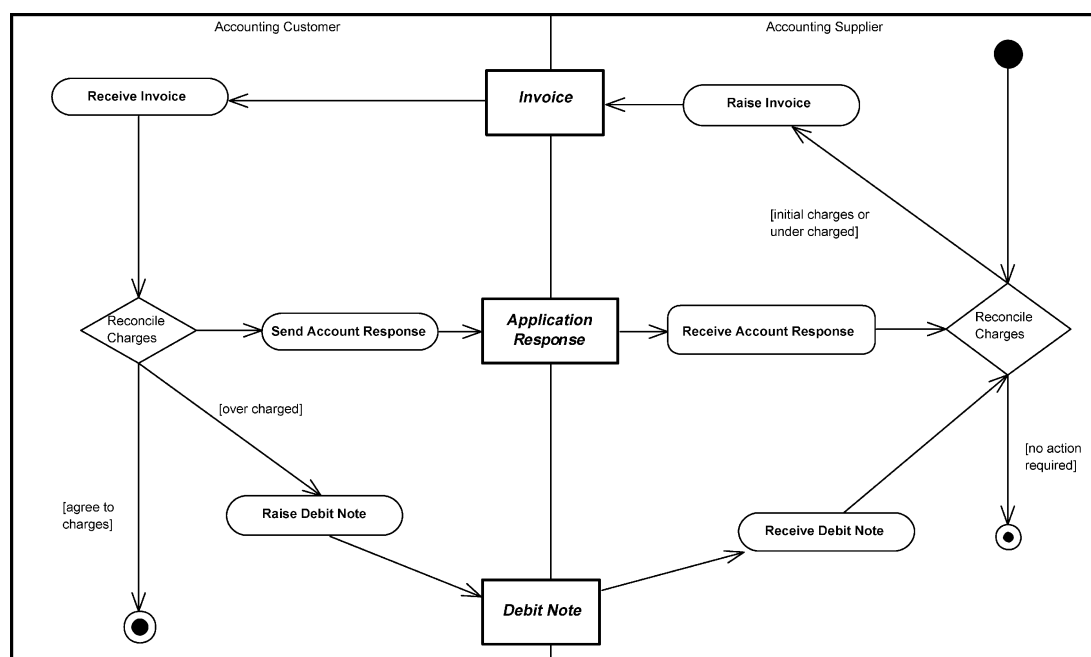 Accounting Customer
Accounting Supplier
Receive Invoice
Invoice
Raise Invoice
[initial charges or
under charged]
Reconcile
Charges
Send Account Response
Application
Response
Receive Account Response
Reconcile
Charges
[over charged]
[no action
required]
[agree to
charges]
Raise Debit Note
Receive Debit Note
Debit Note